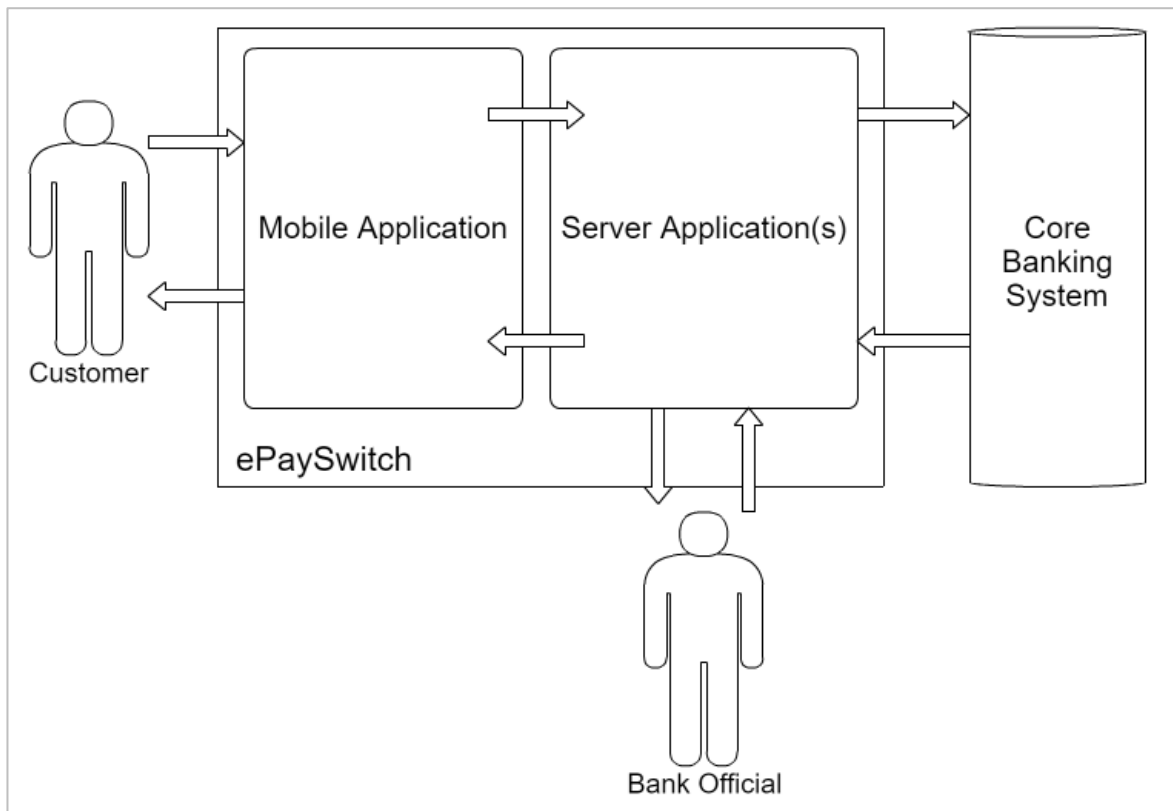 Mobile Application
Server Application(s)
Core
Banking
System
Customer
ePaySwitch
Bank Official